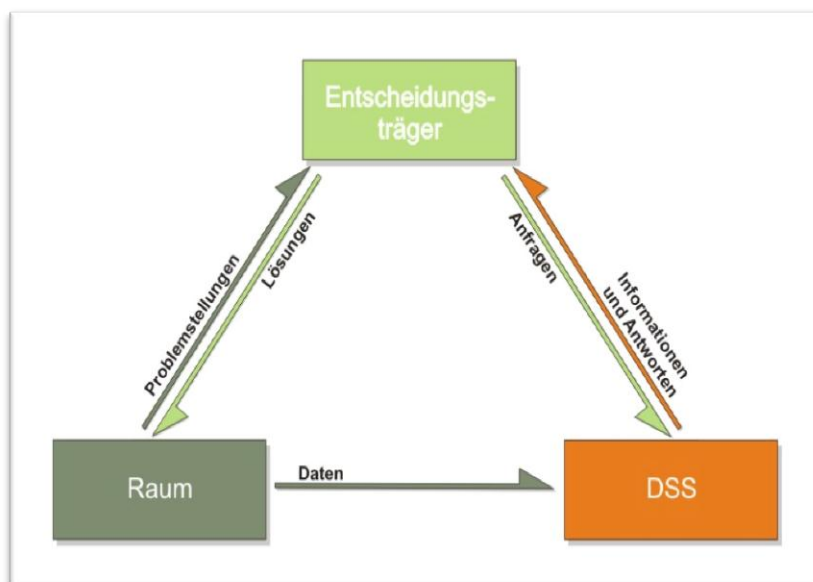 Entscheidungs-
träger
Problemstellungen
Lösungen
Anfragen
Informationen
und Antworten
Raum
Daten
DSS